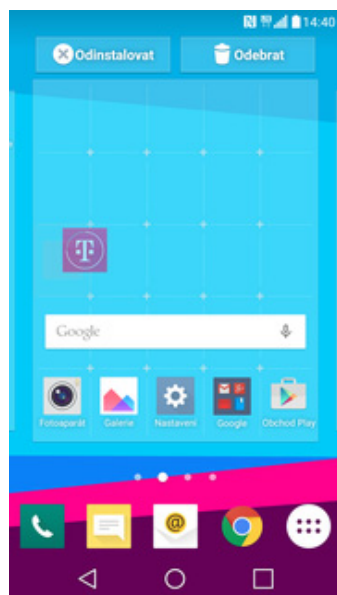 14:40
Odinstalovat
Odebrat
T
Google
Fotoaparát
Galerie
Nastavení
Google
Obchod Play
@